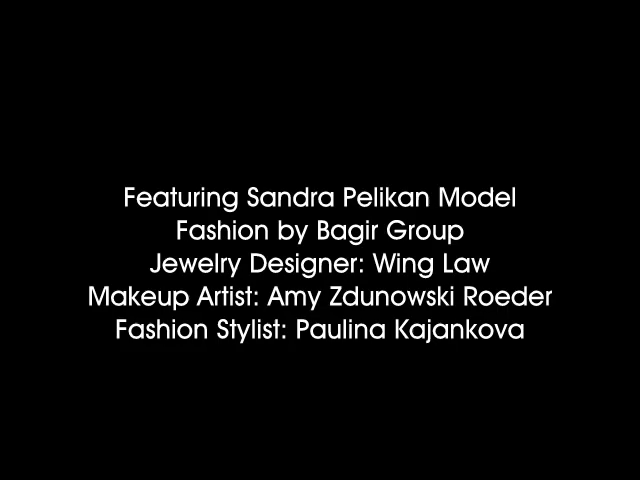 Featuring Sandra Pelikan Model
Fashion by Bagir Group
Jewelry Designer: Wing Law
Makeup Artist: Amy Zdunowski Roeder
Fashion Stylist: Paulina Kajankova